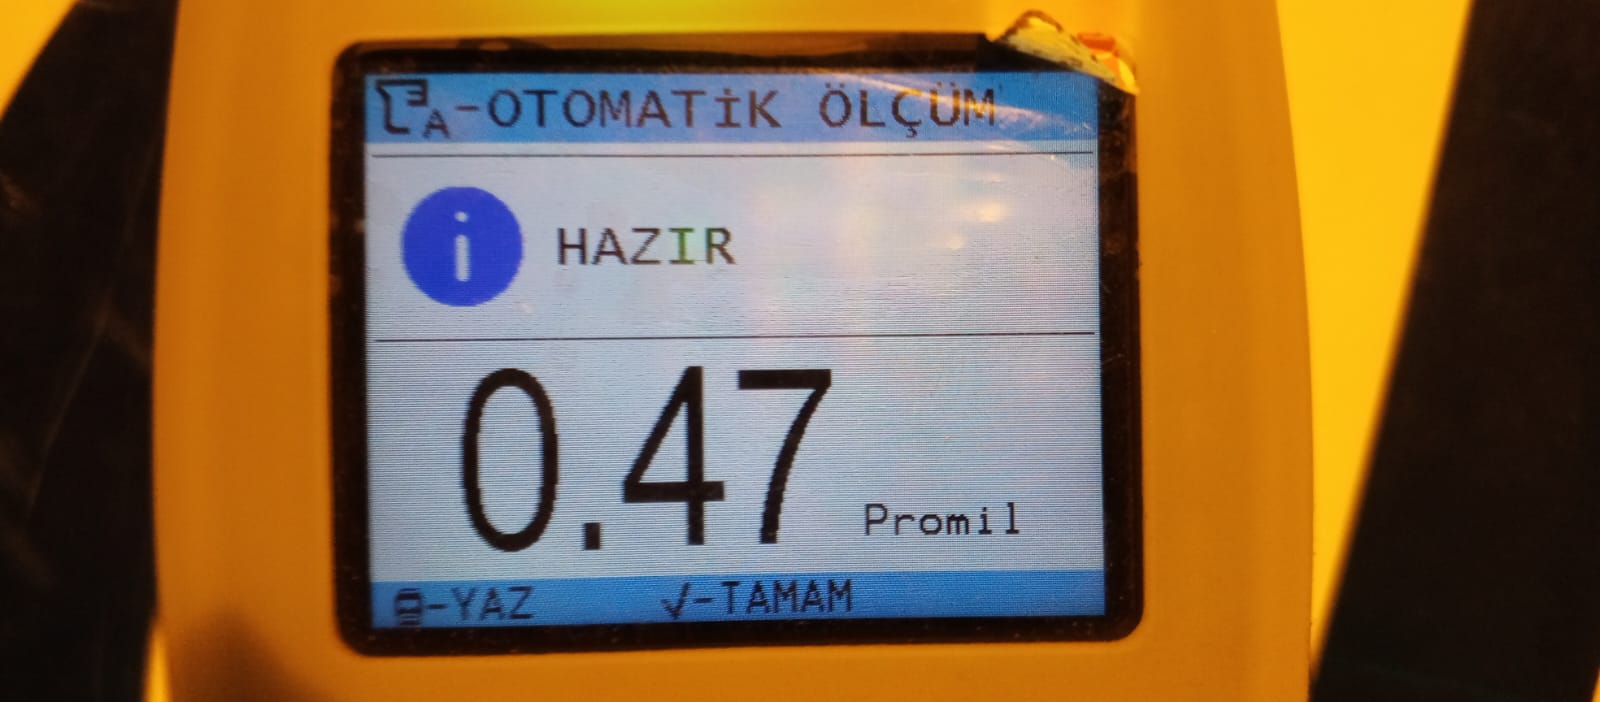 A-OTOMATİK ÖLÇÜM
HAZIR
0.47 Promil
-YAZ √-TAMAM